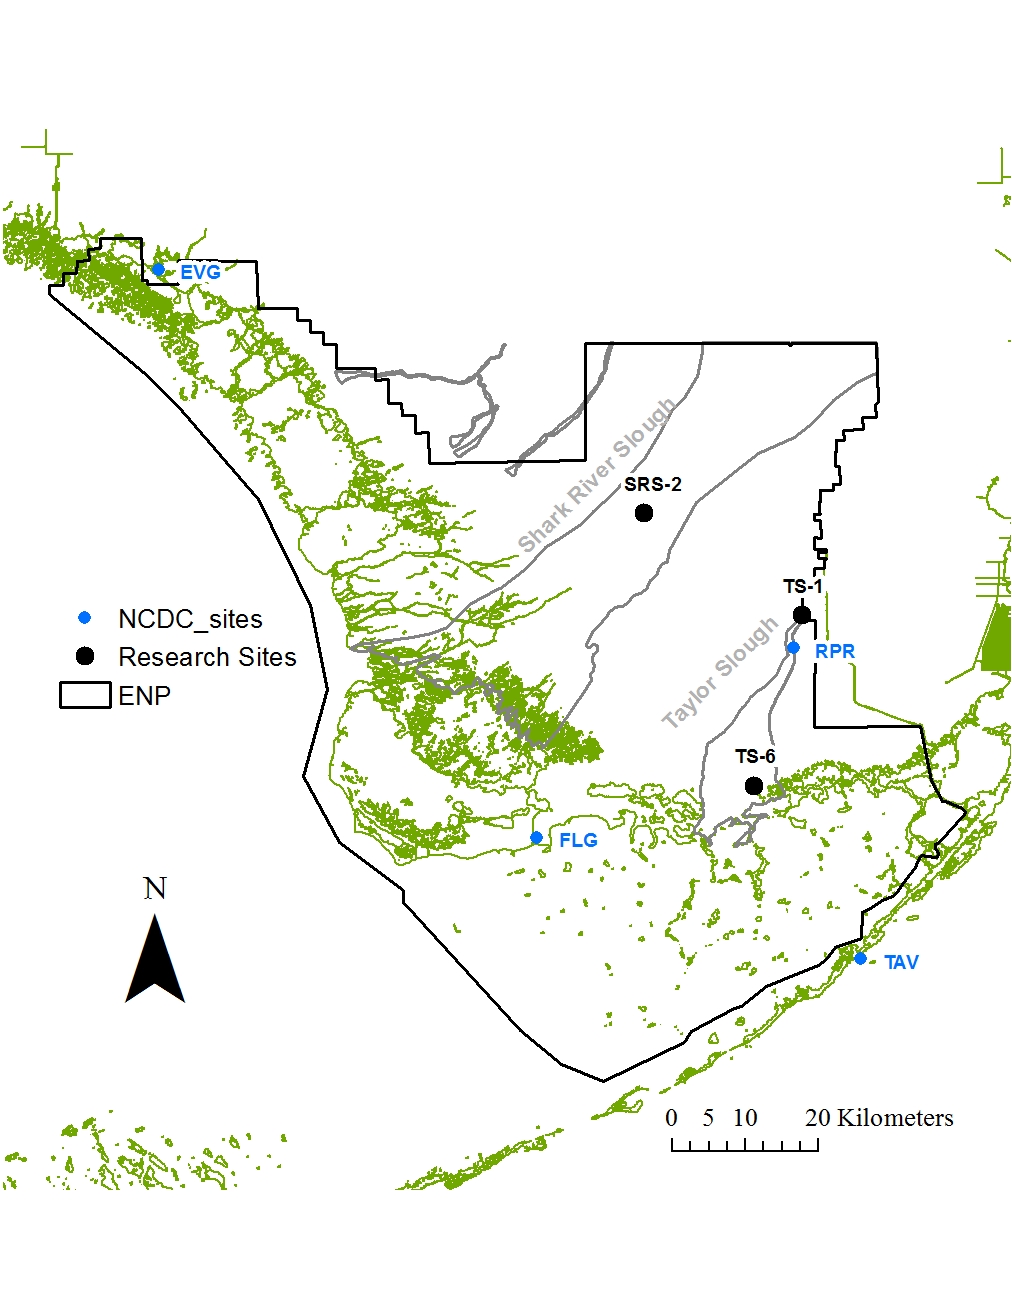 EVG
Shark River Slough
SRS-2
TS-1
NCDC_sites
Research Sites
ENP
RPR
Taylor Slough
TS-6
FLG
N
TAV
0 5 10 20 Kilometers